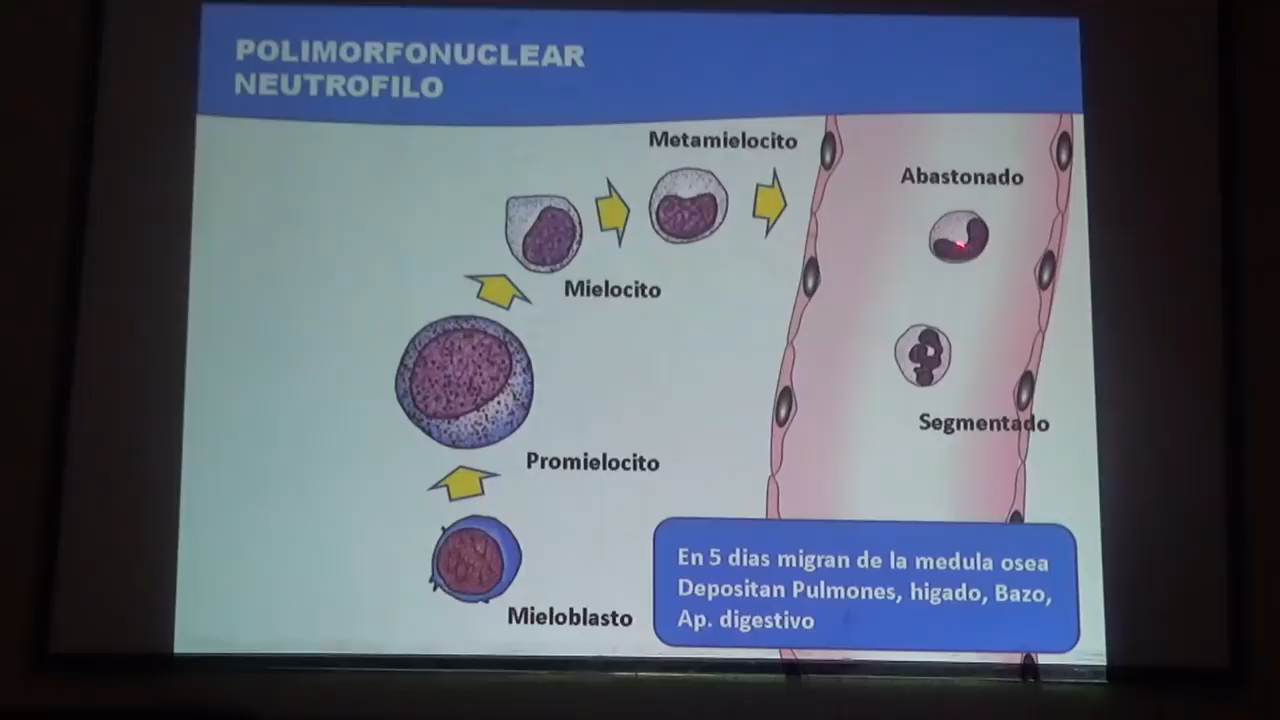 POLIMORFONUCLEAR
NEUTROFILO
Metamielocito
Abastonado
Mielocito
Segmentado
Promielocito
En 5 dias migran de la medula osea
Depositan Pulmones, higado, Bazo,
Ap. digestivo
Mieloblasto